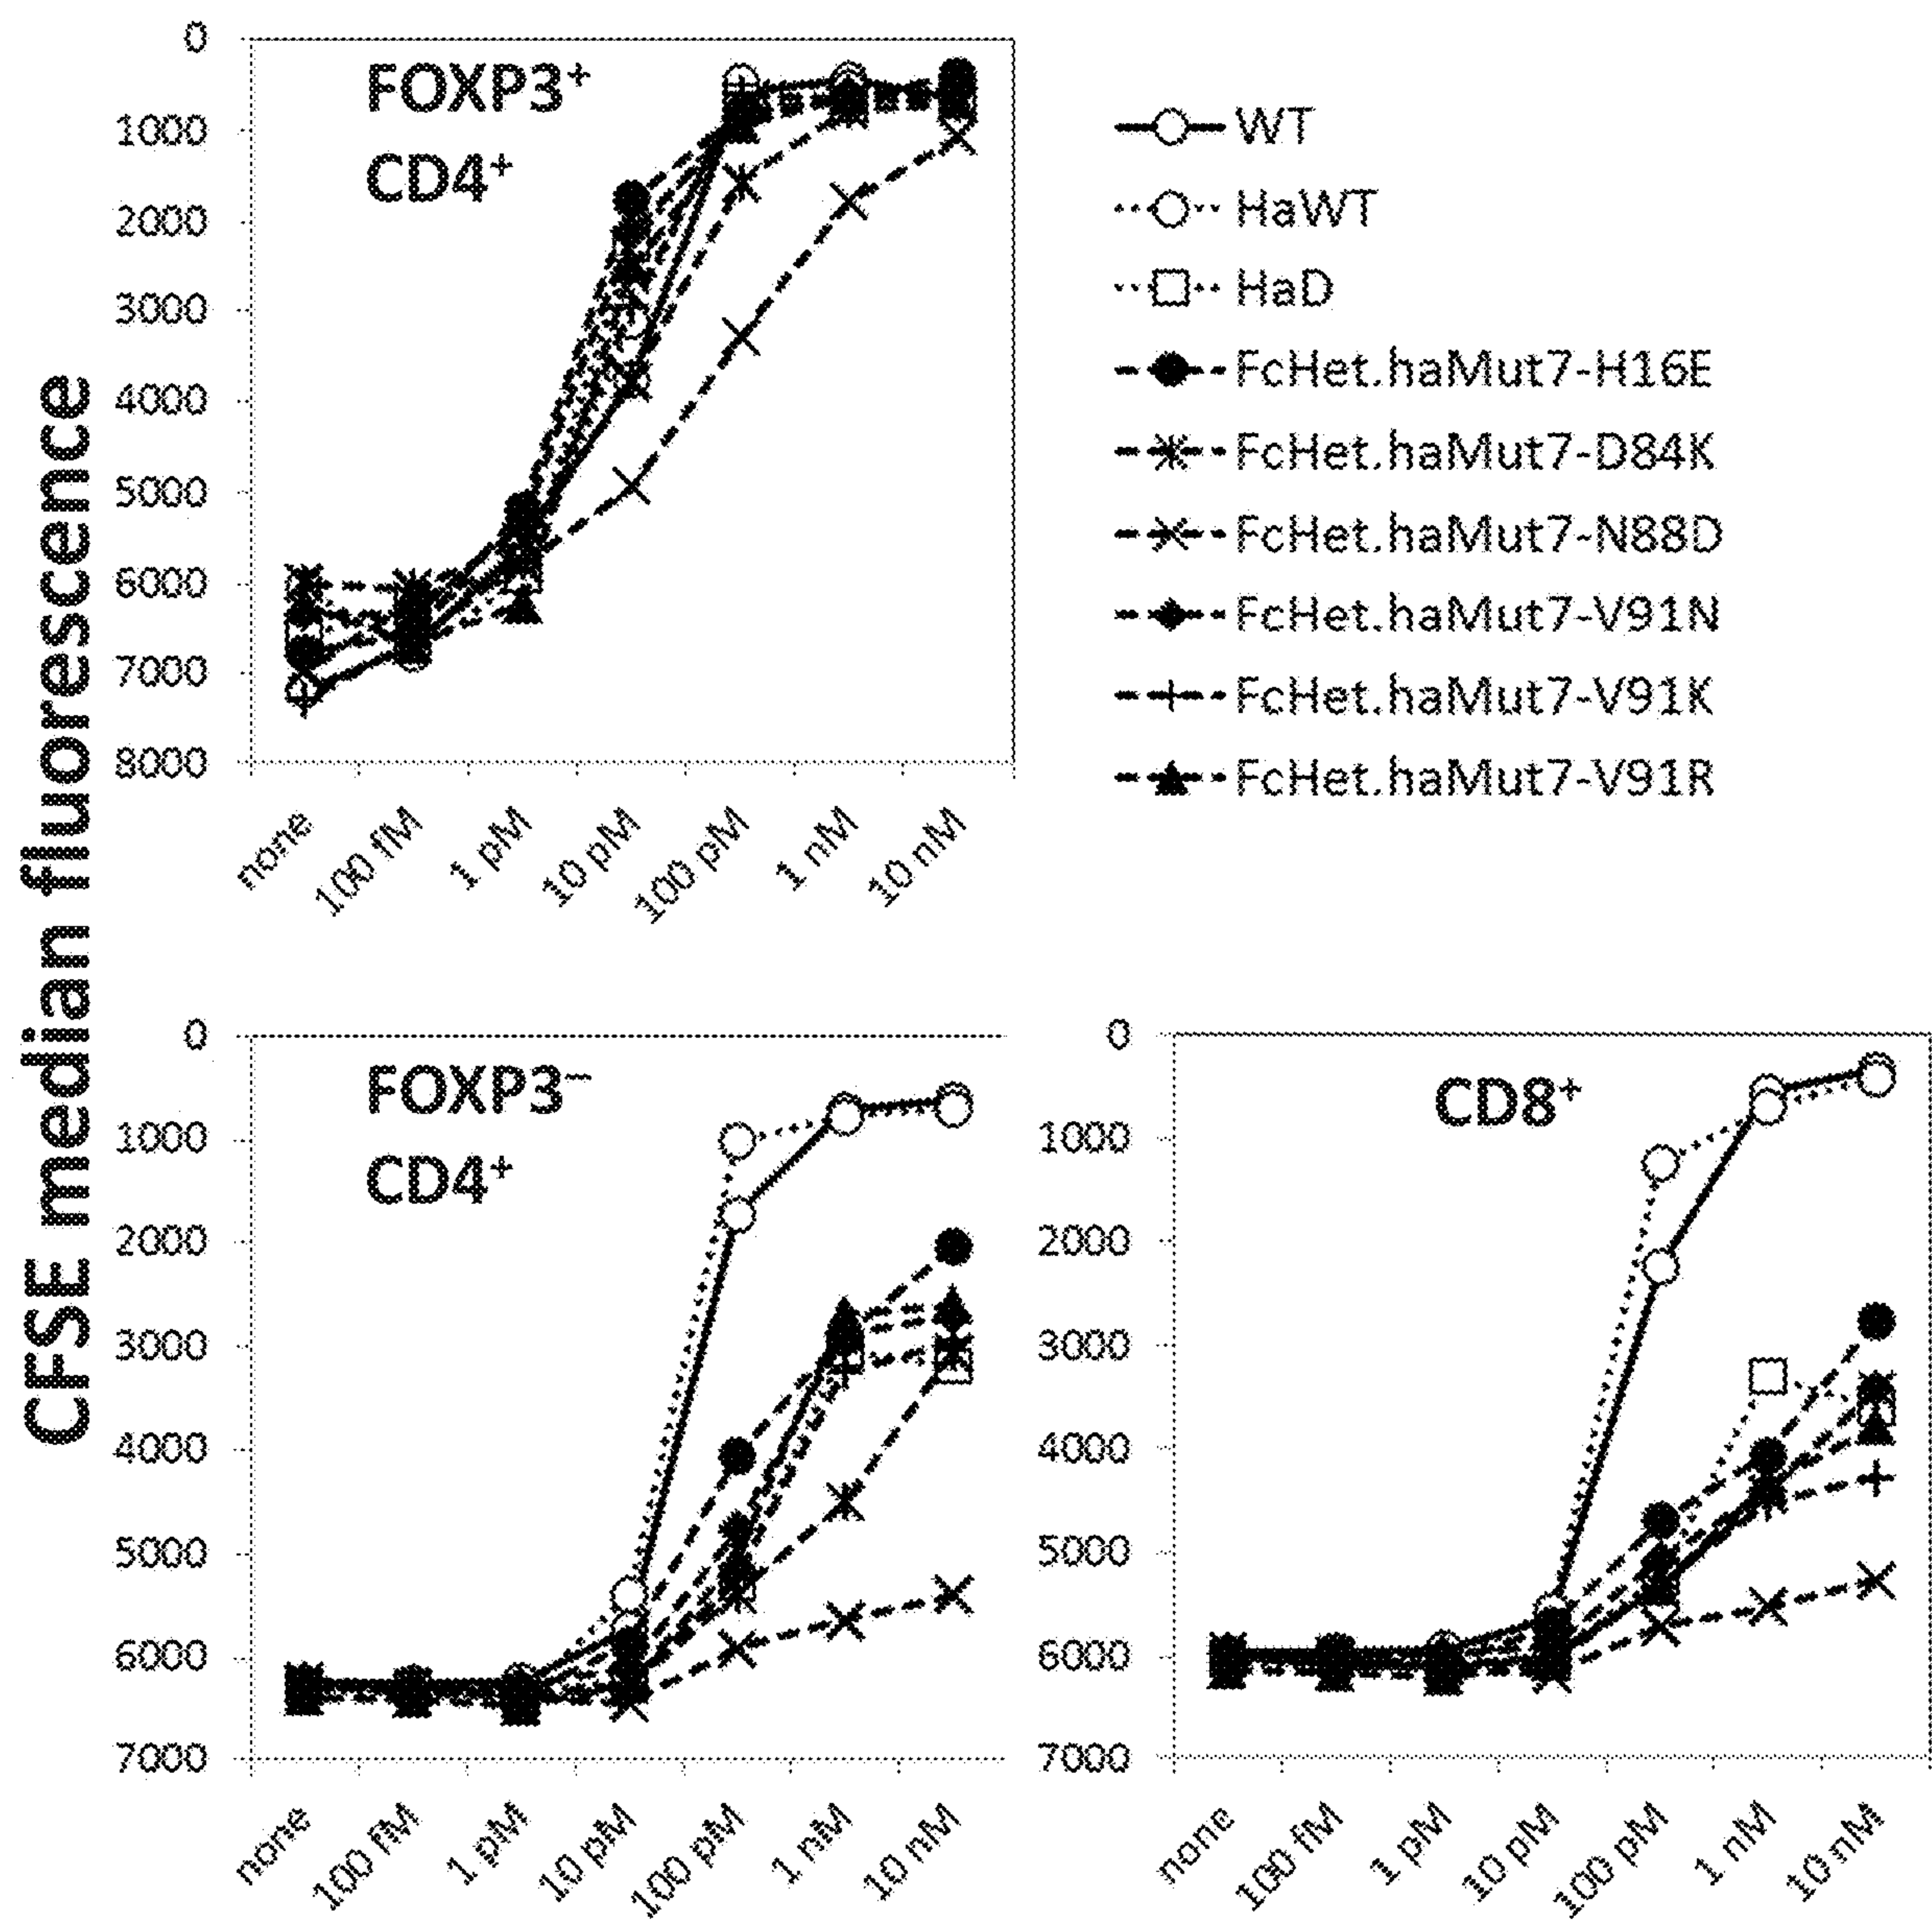 CFSE median fluorescence
0
1000
2000
3000
4000
5000
6000
7000
8000
FOXP3⁺
CD4⁺
none
100 fM
1 pM
10 pM
100 pM
1 nM
10 nM
WT
HaWT
HaD
FcHet.haMut7-H16E
FcHet.haMut7-D84K
FcHet.haMut7-N88D
FcHet.haMut7-V91N
FcHet.haMut7-V91K
FcHet.haMut7-V91R
0
1000
2000
3000
4000
5000
6000
7000
FOXP3⁻
CD4⁺
none
100 fM
1 pM
10 pM
100 pM
1 nM
10 nM
0
1000
2000
3000
4000
5000
6000
7000
CD8⁺
none
100 fM
1 pM
10 pM
100 pM
1 nM
10 nM